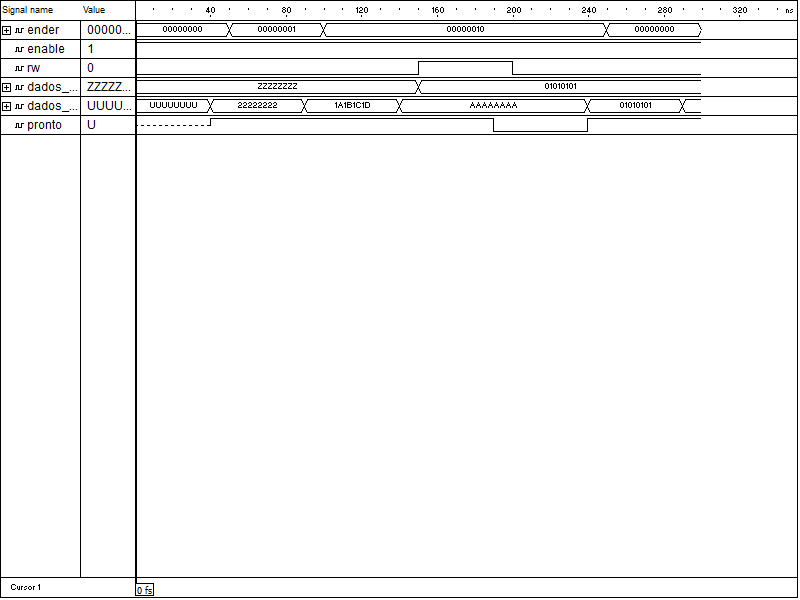 Signal name Value 40 80 120 160 200 240 280 320 ns
ender 00000... 00000000 00000001 00000010 00000000
enable 1
rw 0
dados_... ZZZZZ... ZZZZZZZZ 01010101
dados_... UUUU... UUUUUUUU 22222222 1A1B1C1D AAAAAAAA 01010101
pronto U
Cursor 1 0 fs